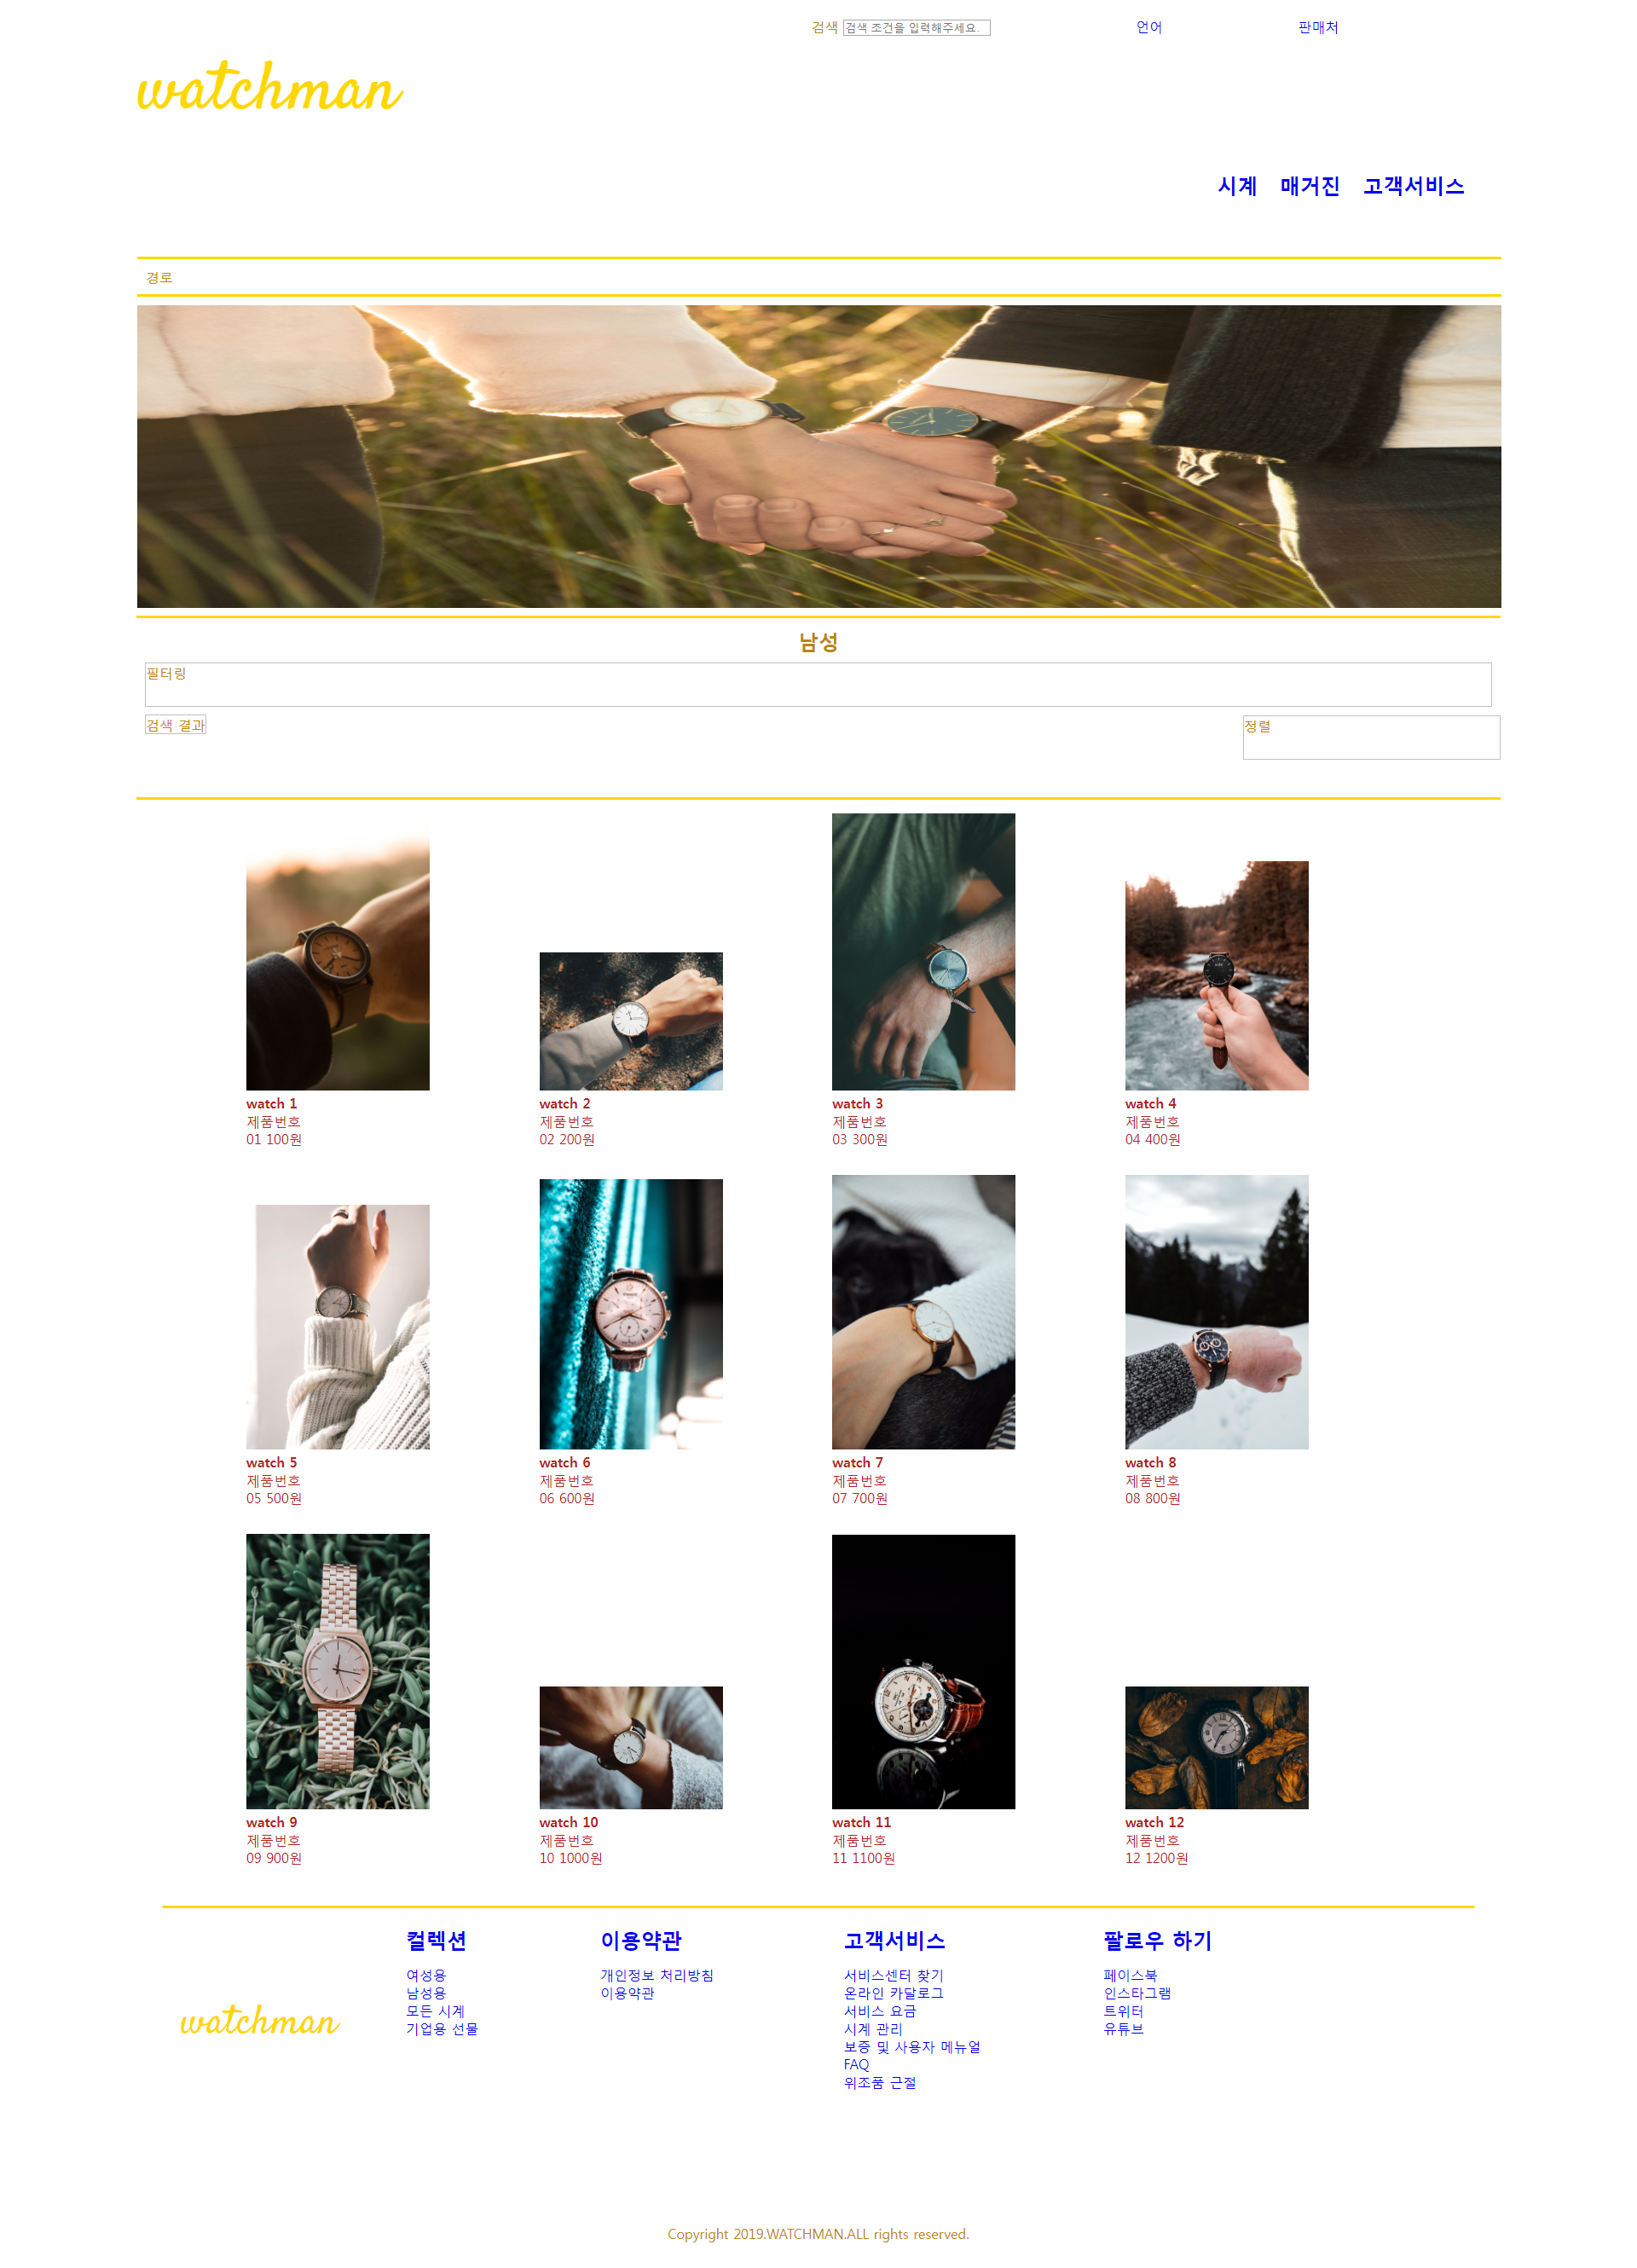 검색 검색 조건을 입력해주세요. 언어 판매처
watchman
시계 매거진 고객서비스
경로
남성
필터링
검색 결과 정렬
watch 1
제품번호
01 100원
watch 2
제품번호
02 200원
watch 3
제품번호
03 300원
watch 4
제품번호
04 400원
watch 5
제품번호
05 500원
watch 6
제품번호
06 600원
watch 7
제품번호
07 700원
watch 8
제품번호
08 800원
watch 9
제품번호
09 900원
watch 10
제품번호
10 1000원
watch 11
제품번호
11 1100원
watch 12
제품번호
12 1200원
watchman
컬렉션
여성용
남성용
모든 시계
기업용 선물
이용약관
개인정보 처리방침
이용약관
고객서비스
서비스센터 찾기
온라인 카달로그
서비스 요금
시계 관리
보증 및 사용자 메뉴얼
FAQ
위조품 근절
팔로우 하기
페이스북
인스타그램
트위터
유튜브
Copyright 2019.WATCHMAN.ALL rights reserved.